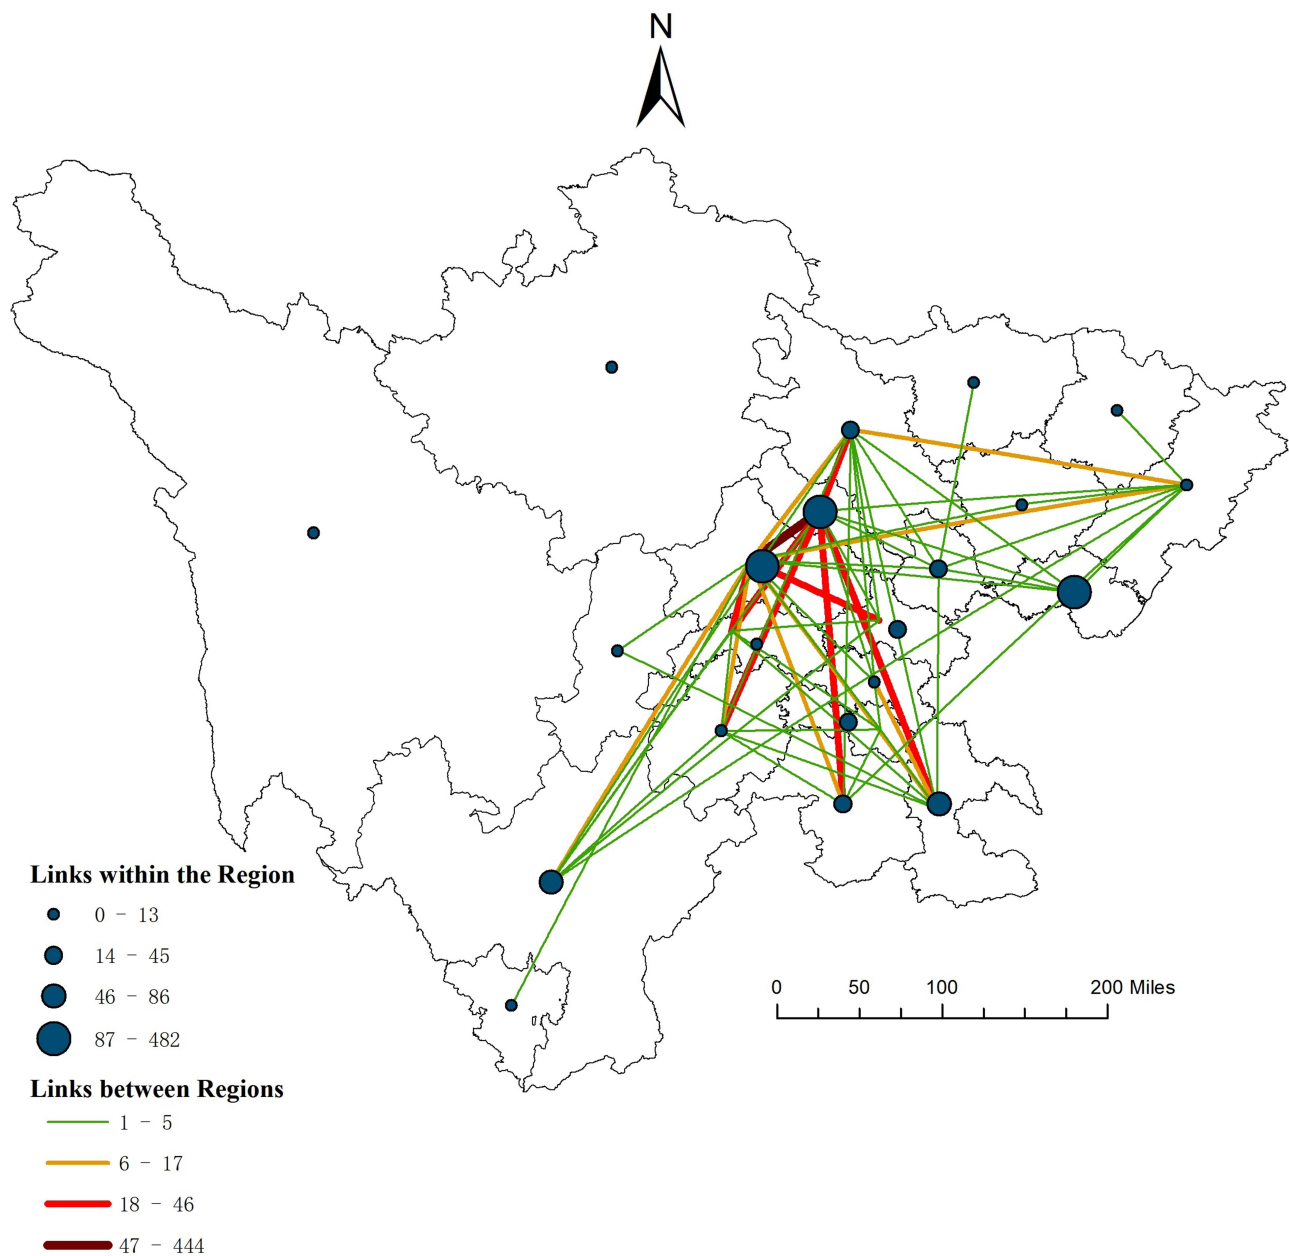 N
0 50 100 200 Miles
Links within the Region
0 - 13
14 - 45
46 - 86
87 - 482
Links between Regions
1 - 5
6 - 17
18 - 46
47 - 444